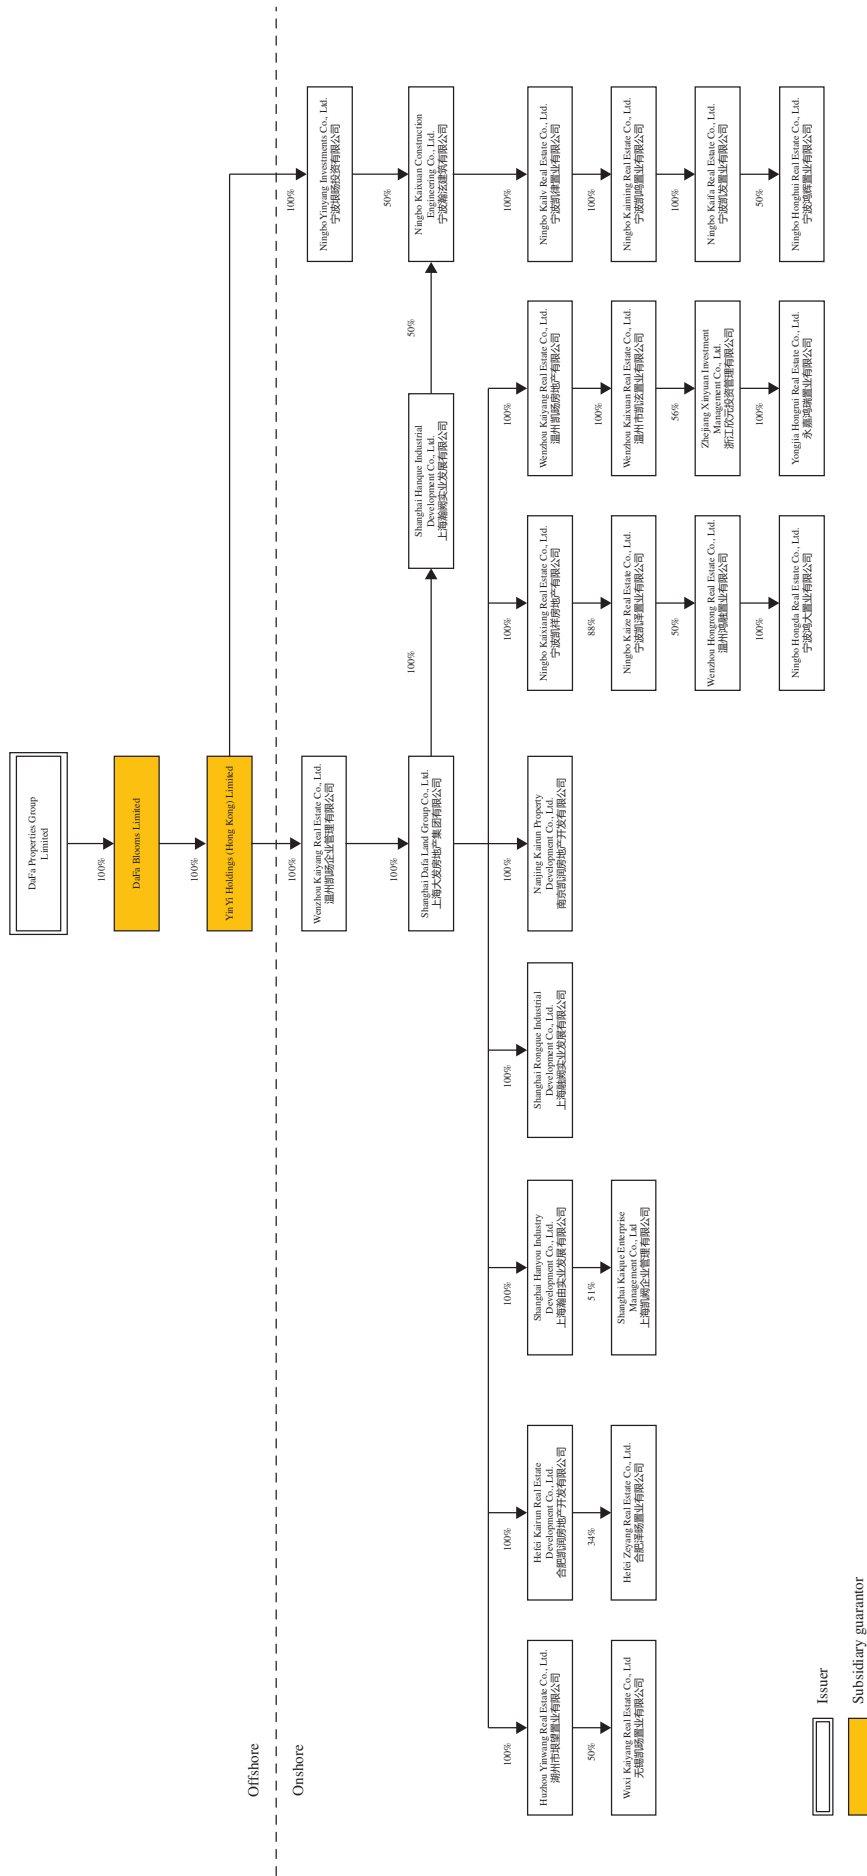 DaFa Properties Group
Limited
100%
DaFa Blooms Limited
100%
Yin Yi Holdings (Hong Kong) Limited
Offshore
Onshore
100%
100%
Wenzhou Kaiyang Real Estate Co., Ltd.
温州凯旸企业管理有限公司
Ningbo Yinyang Investments Co., Ltd.
宁波垠旸投资有限公司
100%
50%
Shanghai Dafa Land Group Co., Ltd.
上海大发房地产集团有限公司
100%
Shanghai Hanque Industrial
Development Co., Ltd.
上海瀚阙实业发展有限公司
50%
Ningbo Kaixuan Construction
Engineering Co., Ltd.
宁波瀚泫建筑有限公司
100%
100%
100%
100%
100%
100%
100%
100%
Huzhou Yinwang Real Estate Co., Ltd.
湖州市垠望置业有限公司
Hefei Kairun Real Estate
Development Co., Ltd.
合肥凯润房地产开发有限公司
Shanghai Hanyou Industry
Development Co., Ltd.
上海瀚由实业发展有限公司
Shanghai Rongque Industrial
Development Co., Ltd.
上海融阙实业发展有限公司
Nanjing Kairun Property
Development Co., Ltd.
南京凯润房地产开发有限公司
Ningbo Kaixiang Real Estate Co., Ltd.
宁波凯祥房地产有限公司
Wenzhou Kaiyang Real Estate Co., Ltd.
温州凯旸房地产有限公司
Ningbo Kailv Real Estate Co., Ltd.
宁波凯律置业有限公司
50%
34%
51%
88%
100%
100%
Wuxi Kaiyang Real Estate Co., Ltd
无锡凯旸置业有限公司
Hefei Zeyang Real Estate Co., Ltd.
合肥泽旸置业有限公司
Shanghai Kaique Enterprise
Management Co., Ltd
上海凯阙企业管理有限公司
Ningbo Kaize Real Estate Co., Ltd.
宁波凯泽置业有限公司
Wenzhou Kaixuan Real Estate Co., Ltd.
温州市凯泫置业有限公司
Ningbo Kaiming Real Estate Co., Ltd.
宁波凯鸣置业有限公司
50%
56%
100%
Wenzhou Hongrong Real Estate Co., Ltd.
温州鸿融置业有限公司
Zhejiang Xinyuan Investment
Management Co., Ltd.
浙江欣元投资管理有限公司
Ningbo Kaifa Real Estate Co., Ltd.
宁波凯发置业有限公司
100%
100%
50%
Ningbo Hongda Real Estate Co., Ltd.
宁波鸿大置业有限公司
Yongjia Hongrui Real Estate Co., Ltd.
永嘉鸿瑞置业有限公司
Ningbo Honghui Real Estate Co., Ltd.
宁波鸿辉置业有限公司
Issuer
Subsidiary guarantor